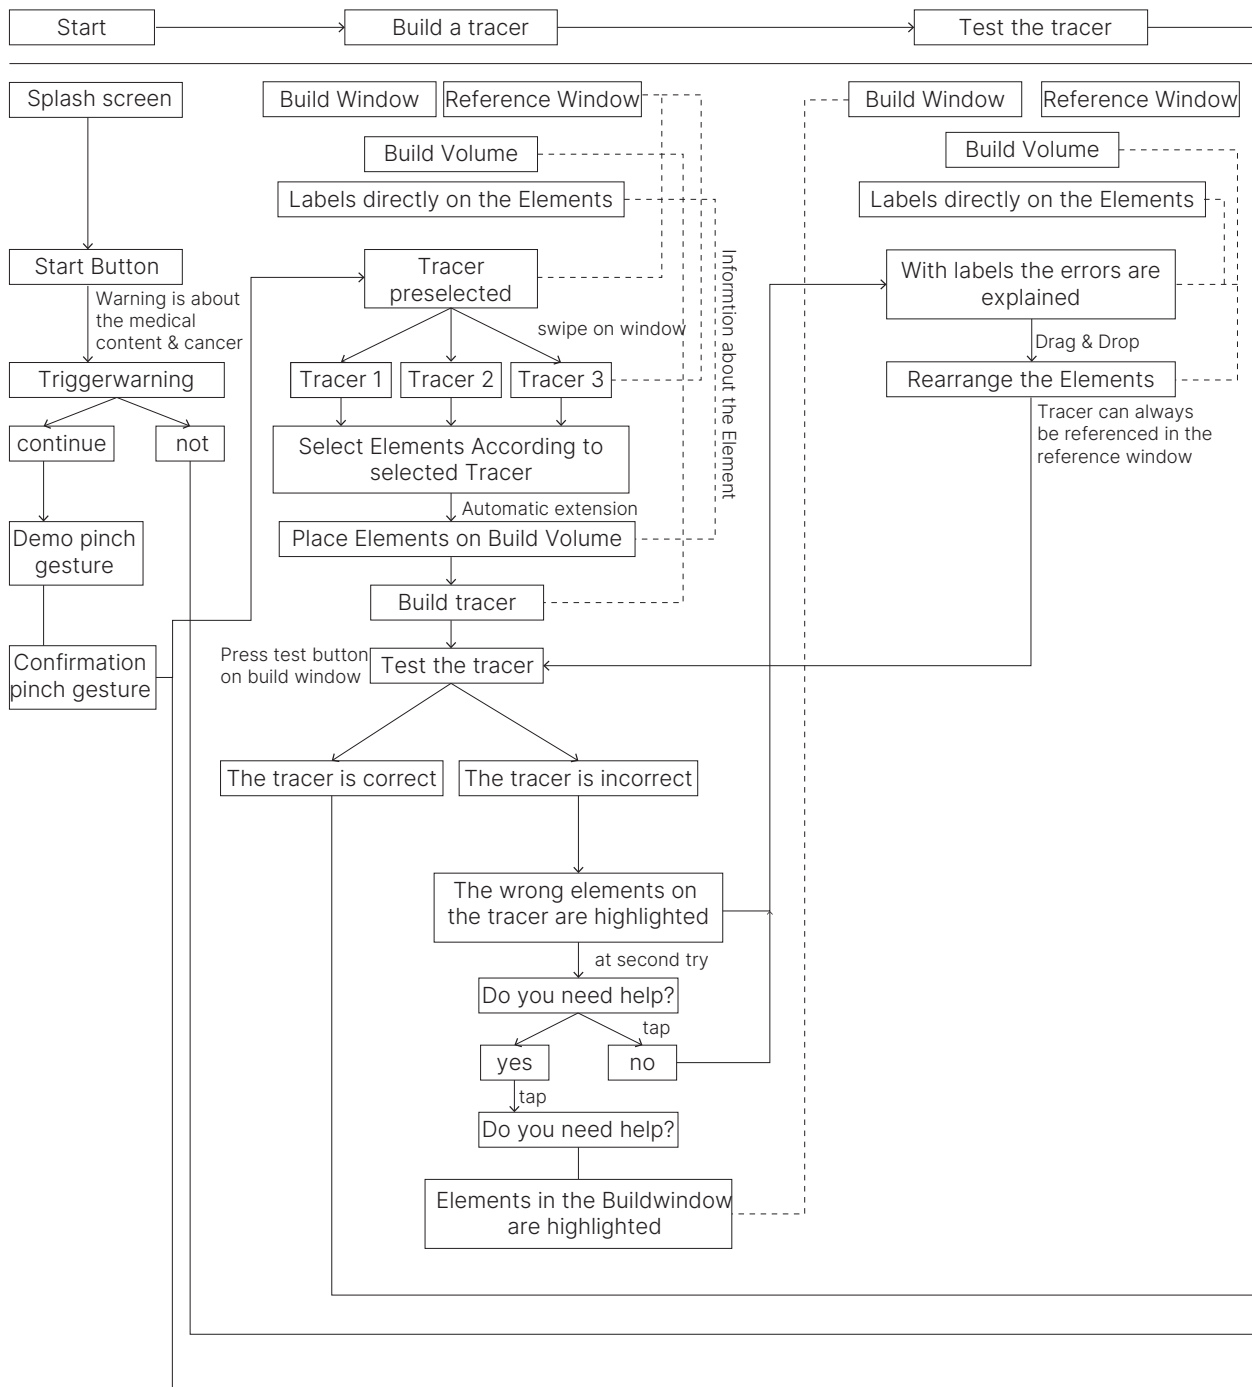 Start
Build a tracer
Test the tracer
Splash screen
Build Window
Reference Window
Build Volume
Labels directly on the Elements
Start Button
Warning is about
the medical
content & cancer
Triggerwarning
continue
not
Demo pinch
gesture
Confirmation
pinch gesture
Tracer
preselected
swipe on window
Tracer 1
Tracer 2
Tracer 3
Select Elements According to
selected Tracer
Automatic extension
Place Elements on Build Volume
Informtion about the Element
Build tracer
Press test button
on build window
Test the tracer
The tracer is correct
The tracer is incorrect
The wrong elements on
the tracer are highlighted
at second try
Do you need help?
tap
yes
no
tap
Do you need help?
Elements in the Buildwindow
are highlighted
Build Window
Reference Window
Build Volume
Labels directly on the Elements
With labels the errors are
explained
Drag & Drop
Rearrange the Elements
Tracer can always
be referenced in the
reference window